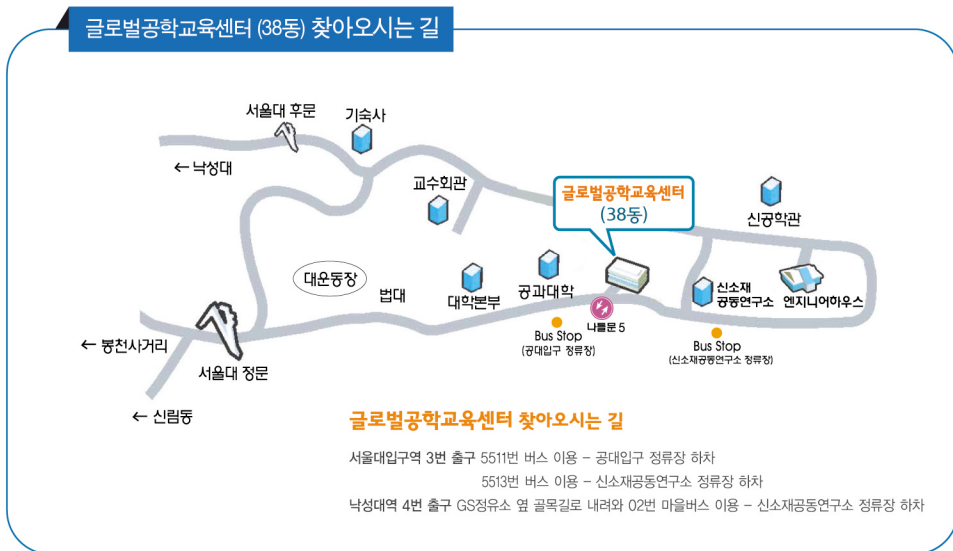 글로벌공학교육센터 (38동) 찾아오시는 길
서울대 후문
기숙사
← 낙성대
교수회관
글로벌공학교육센터
(38동)
신공학관
대운동장
법대
대학본부
공과대학
신소재
공동연구소
엔지니어하우스
나들문 5
Bus Stop
(공대입구 정류장)
Bus Stop
(신소재공동연구소 정류장)
← 봉천사거리
서울대 정문
← 신림동
글로벌공학교육센터 찾아오시는 길
서울대입구역 3번 출구 5511번 버스 이용 – 공대입구 정류장 하차
5513번 버스 이용 – 신소재공동연구소 정류장 하차
낙성대역 4번 출구 GS정유소 옆 골목길로 내려와 02번 마을버스 이용 – 신소재공동연구소 정류장 하차